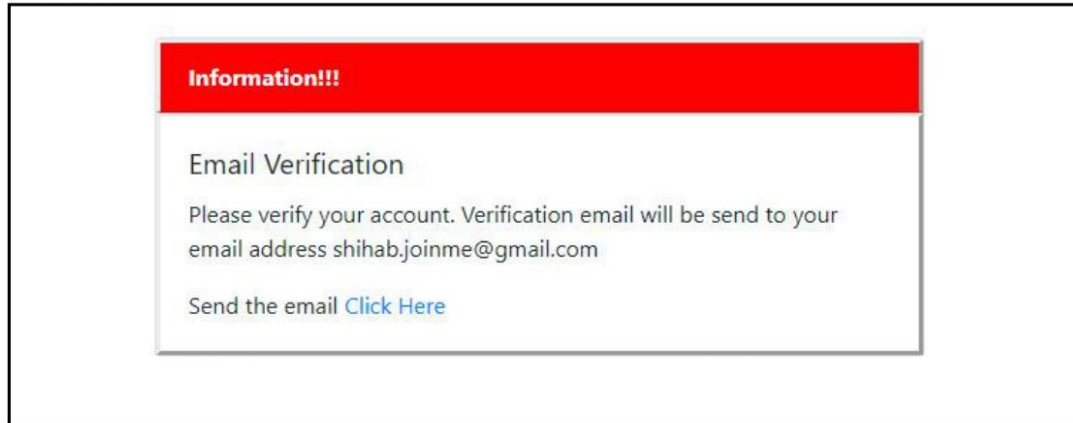 Information!!!
Email Verification
Please verify your account. Verification email will be send to your
email address shihab.joinme@gmail.com
Send the email Click Here